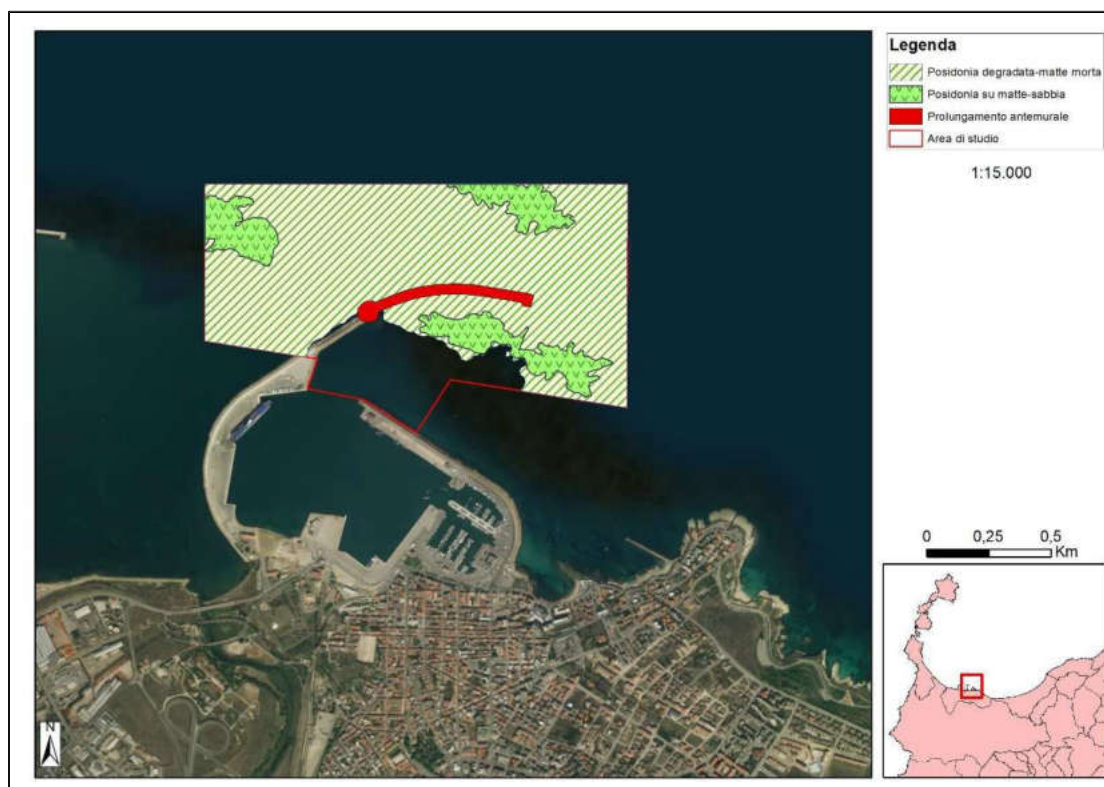 Legenda
Posidonia degradata-matte morta
Posidonia su matte-sabbia
Prolungamento antemurale
Area di studio
1:15.000
0 0,25 0,5
Km
N